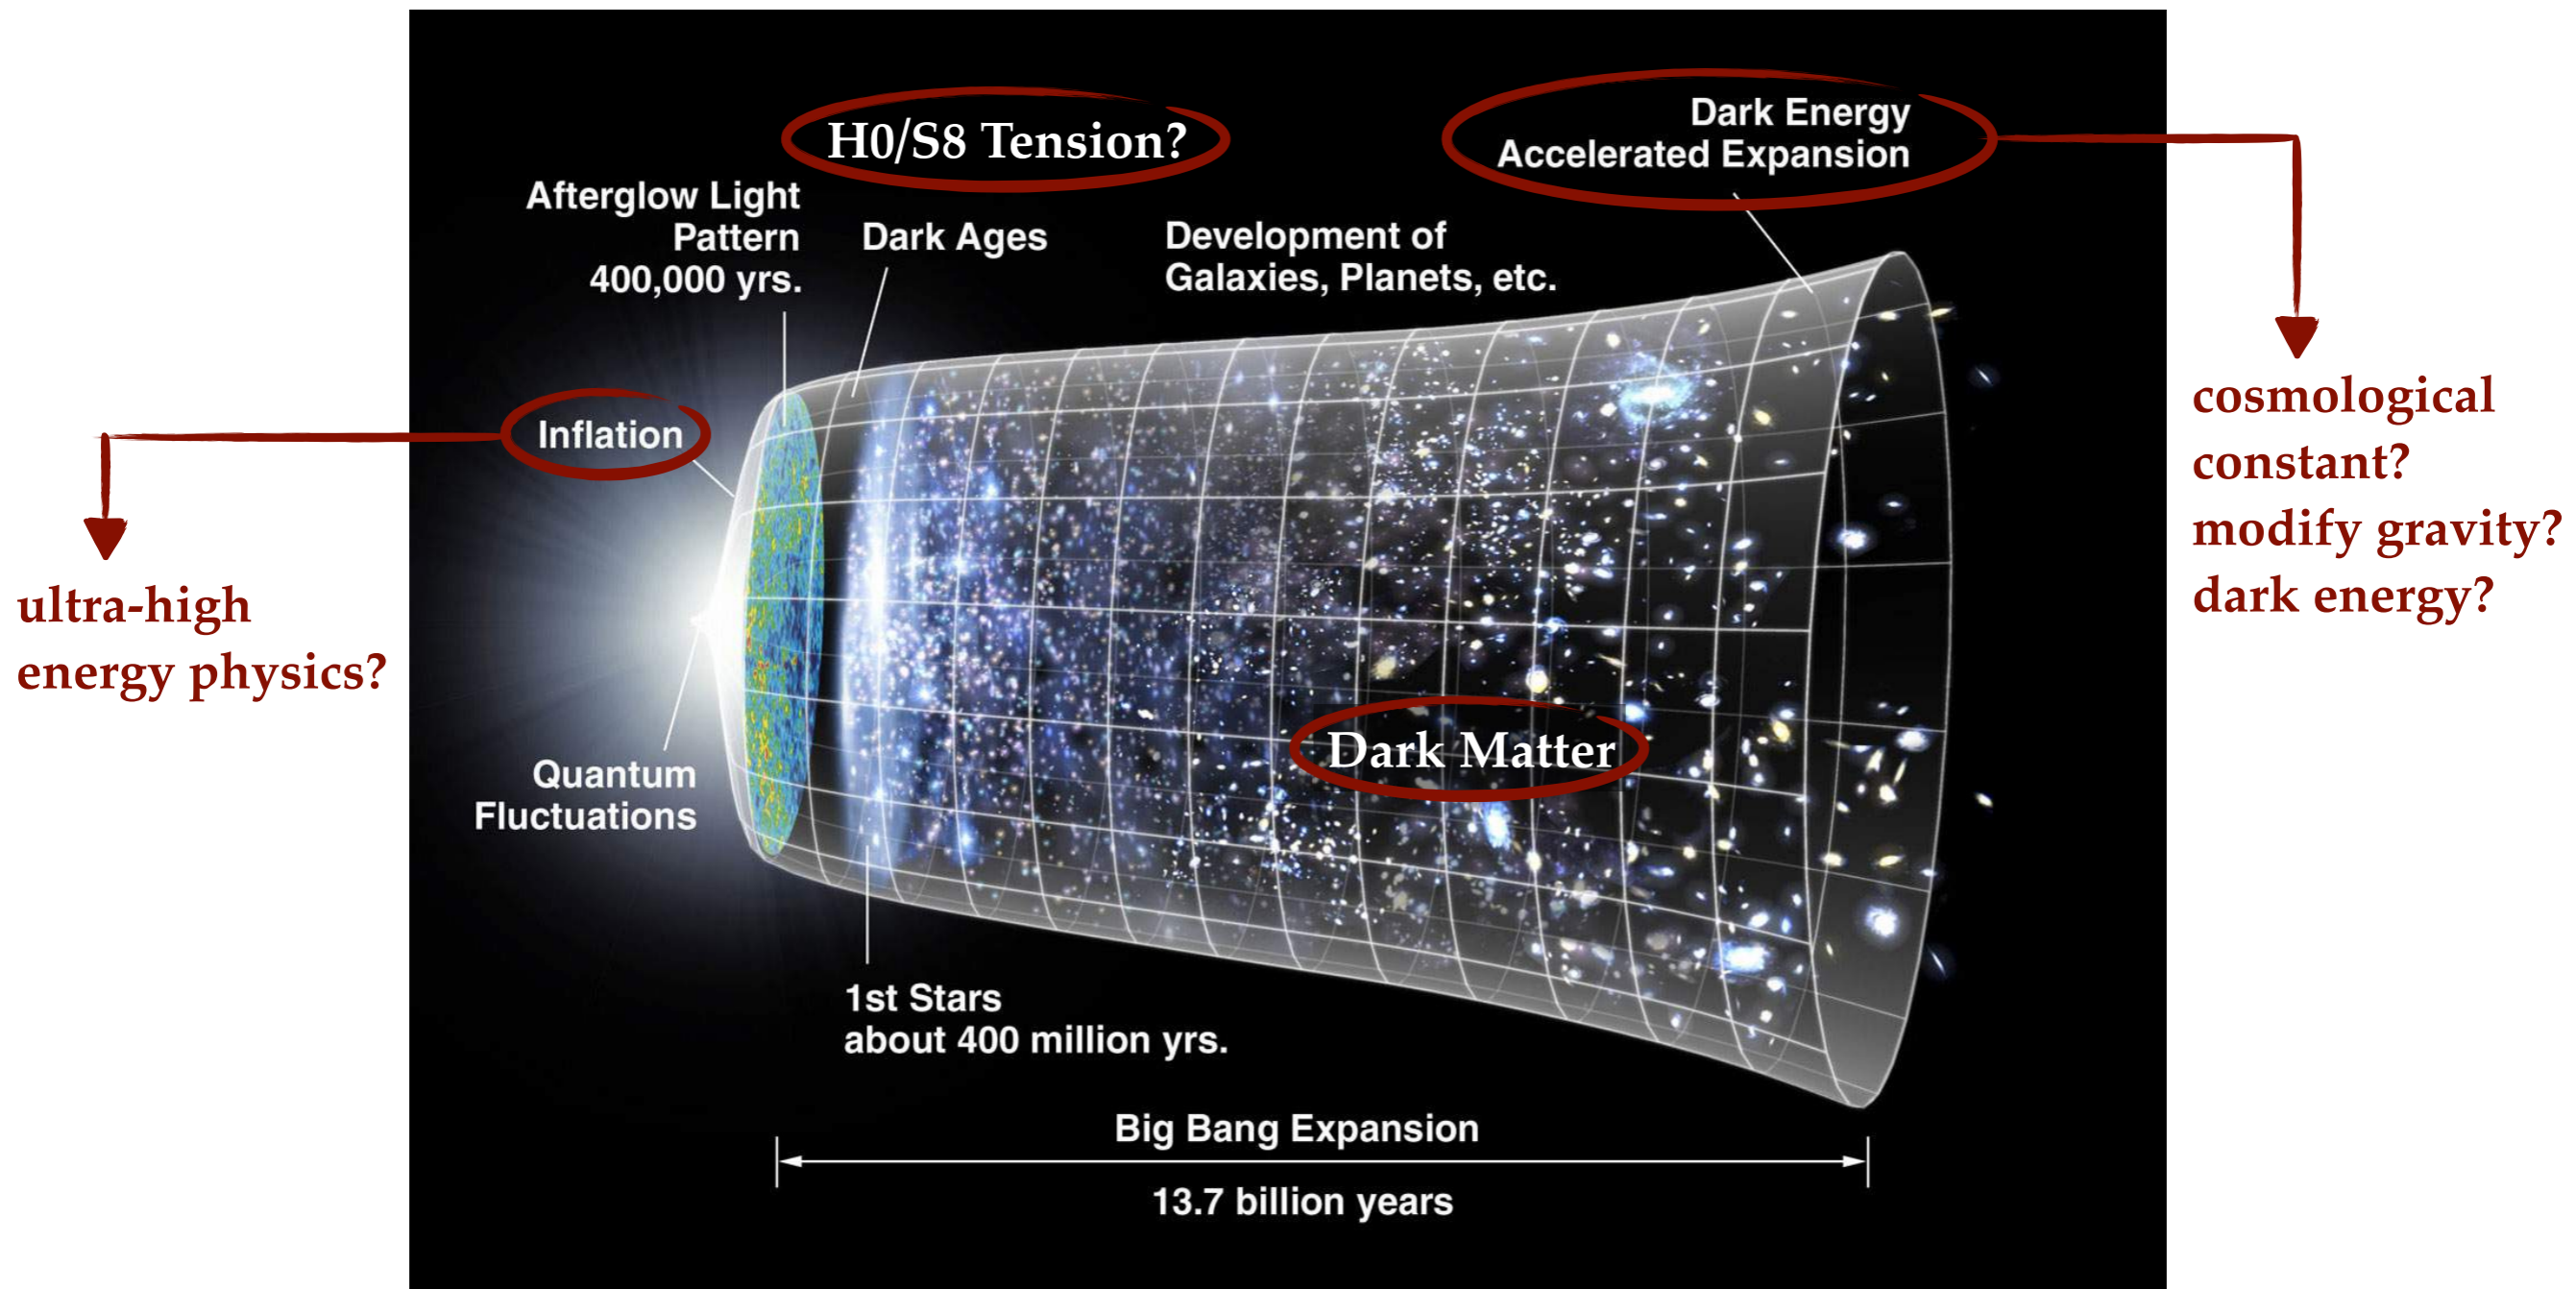 H0/S8 Tension?
Dark Energy
Accelerated Expansion
Afterglow Light
Pattern
400,000 yrs.
Dark Ages
Development of
Galaxies, Planets, etc.
Inflation
ultra-high
energy physics?
cosmological
constant?
modify gravity?
dark energy?
Quantum
Fluctuations
Dark Matter
1st Stars
about 400 million yrs.
Big Bang Expansion
13.7 billion years